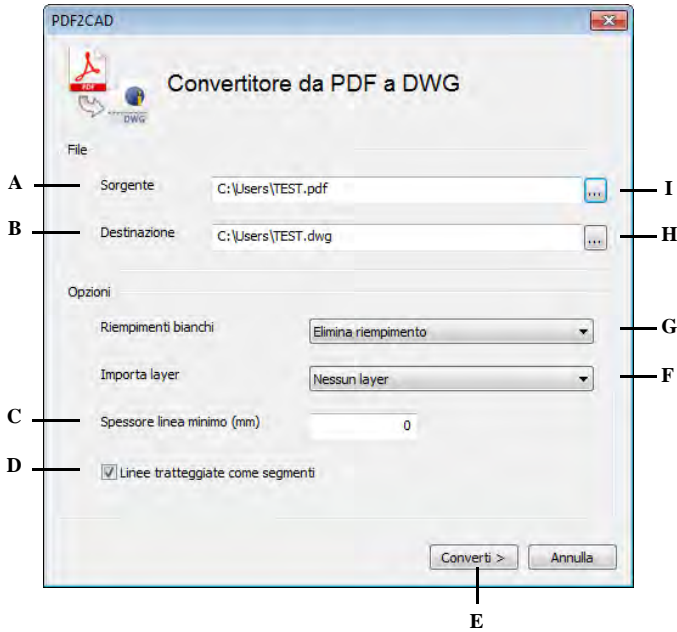 PDF2CAD
PDF
DWG
Convertitore da PDF a DWG
File
A
Sorgente
C:\Users\TEST.pdf
...
I
B
Destinazione
C:\Users\TEST.dwg
...
H
Opzioni
Riempimenti bianchi
Elimina riempimento
G
Importa layer
Nessun layer
F
C
Spessore linea minimo (mm)
0
D
Linee tratteggiate come segmenti
Converti >
Annulla
E